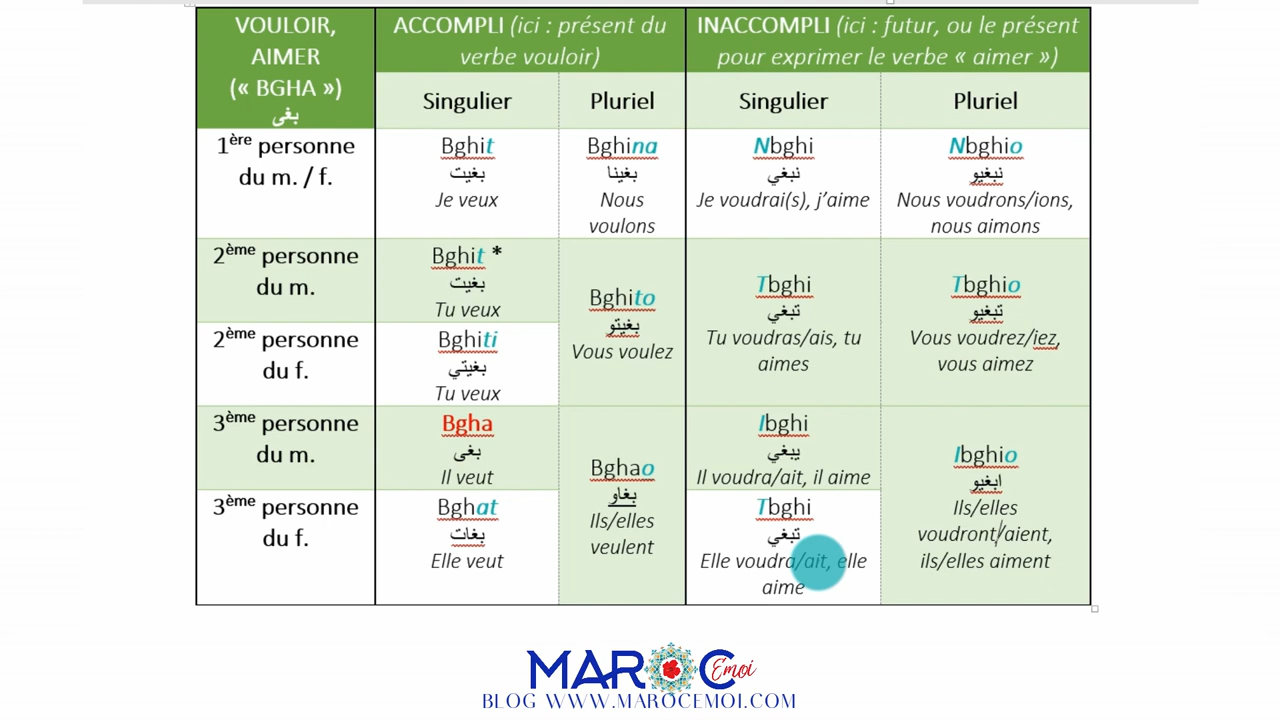 VOULOIR,
AIMER
(« BGHA »)
بغى
ACCOMPLI (ici : présent du
verbe vouloir)
INACCOMPLI (ici : futur, ou le présent
pour exprimer le verbe « aimer »)
Singulier
Pluriel
Singulier
Pluriel
1ère personne
du m. / f.
Bghit
بغيت
Je veux
Bghina
بغينا
Nous
voulons
Nbghi
نبغي
Je voudrai(s), j’aime
Nbghio
نبغيو
Nous voudrons/ions,
nous aimons
2ème personne
du m.
Bghit *
بغيت
Tu veux
Bghito
بغيتو
Vous voulez
Tbghi
تبغي
Tu voudras/ais, tu
aimes
Tbghio
تبغيو
Vous voudrez/iez,
vous aimez
2ème personne
du f.
Bghiti
بغيتي
Tu veux
3ème personne
du m.
Bgha
بغى
Il veut
Bghao
بغاو
Ils/elles
veulent
Ibghi
يبغي
Il voudra/ait, il aime
Ibghio
ابغيو
Ils/elles
voudront/aient,
ils/elles aiment
3ème personne
du f.
Bghat
بغات
Elle veut
Tbghi
تبغي
Elle voudra/ait, elle
aime
MAROC Emoi
BLOG WWW.MAROCEMOI.COM